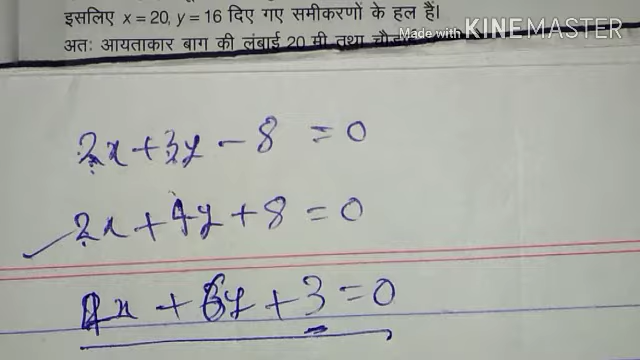 इसलिए x = 20, y = 16 दिए गए समीकरणों के हल हैं।
अतः आयताकार बाग की लंबाई 20 मी तथा
Made with KINEMASTER
2x + 3y - 8 = 0
2x + 4y + 8 = 0
4x + 6y + 3 = 0